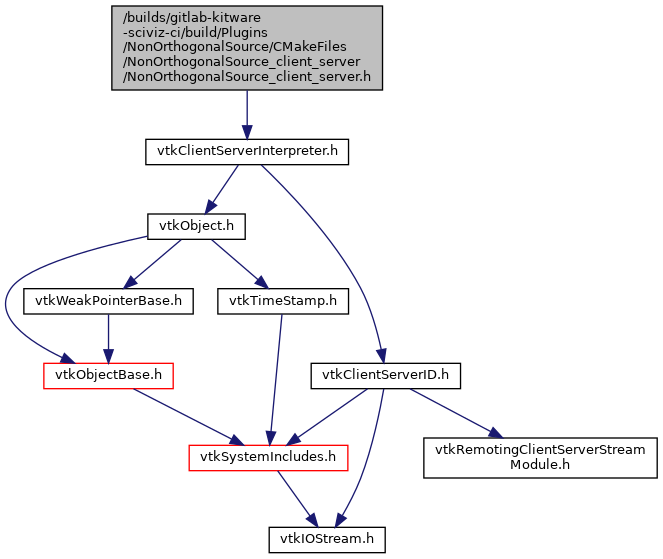 /builds/gitlab-kitware
-sciviz-ci/build/Plugins
/NonOrthogonalSource/CMakeFiles
/NonOrthogonalSource_client_server
/NonOrthogonalSource_client_server.h
vtkClientServerInterpreter.h
vtkObject.h
vtkWeakPointerBase.h
vtkTimeStamp.h
vtkObjectBase.h
vtkClientServerID.h
vtkSystemIncludes.h
vtkRemotingClientServerStream
Module.h
vtkIOStream.h